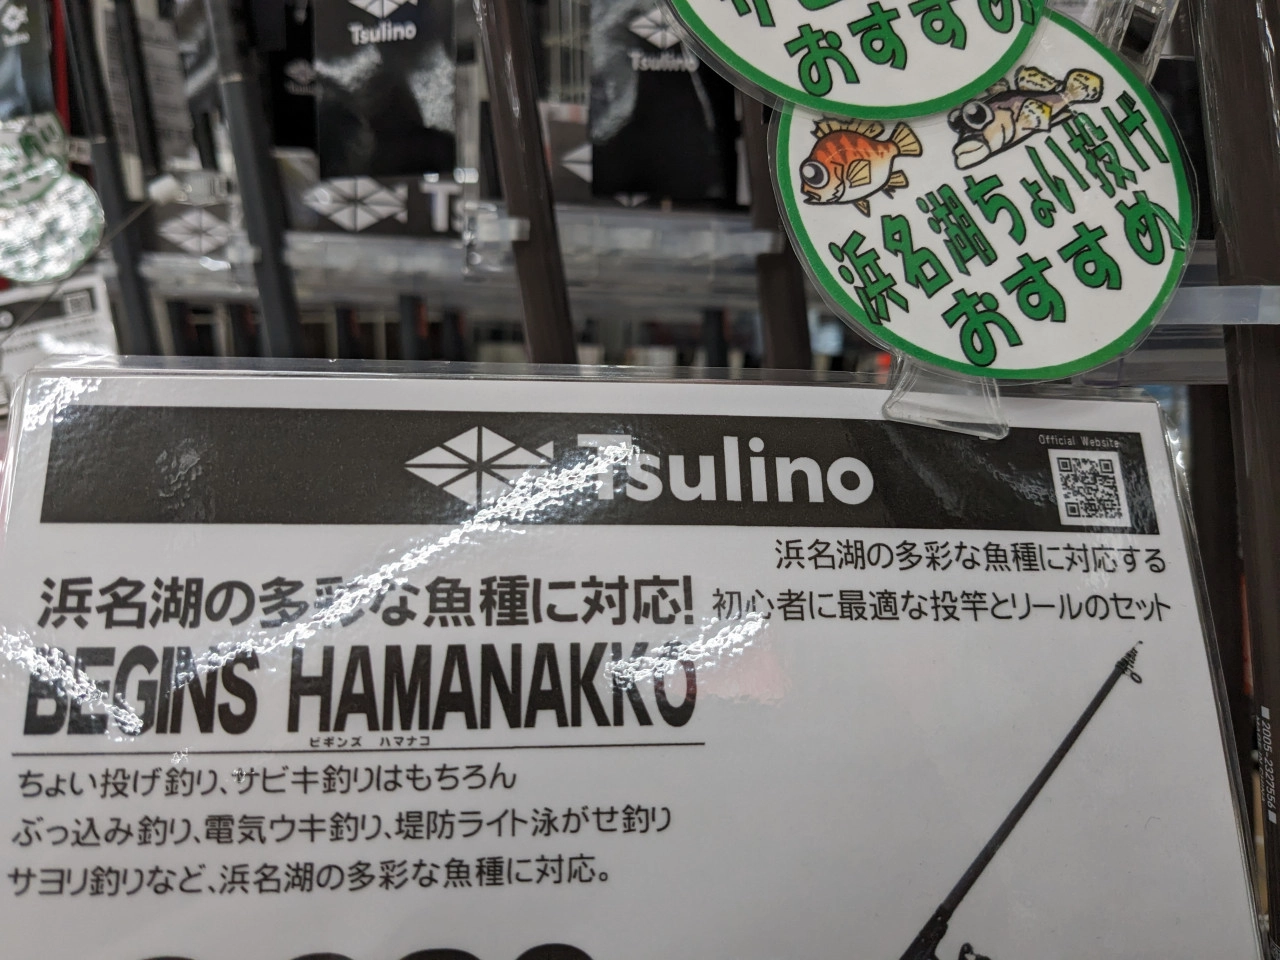 Tsulino
Tsulino
おすすめ
浜名湖ちょい投げ
おすすめ
Tsulino
Official Website
浜名湖の多彩な魚種に対応する
初心者に最適な投竿とリールのセット
浜名湖の多彩な魚種に対応!
BEGINS HAMANAKKO
ビギンズ ハマナコ
ちょい投げ釣り、サビキ釣りはもちろん
ぶっ込み釣り、電気ウキ釣り、堤防ライト泳がせ釣り
サヨリ釣りなど、浜名湖の多彩な魚種に対応。
■2005-2327556■